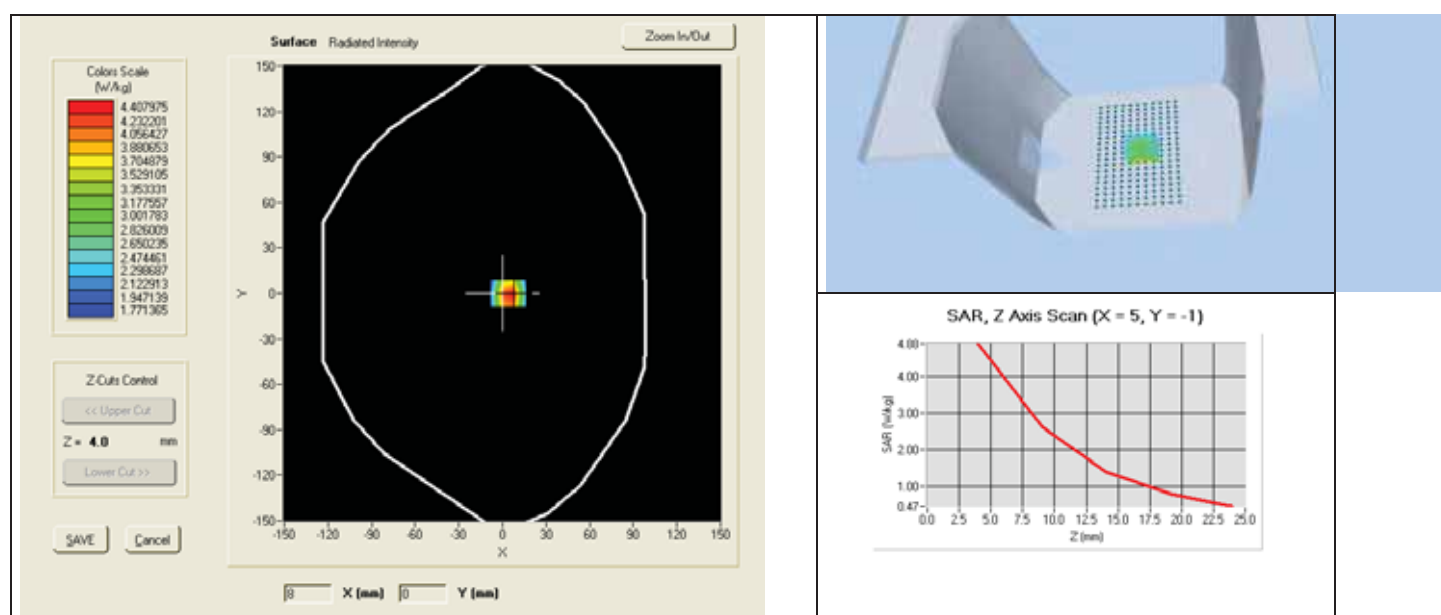 Surface Radiated Intensity
Zoom In/Out
Colors Scale
(W/kg)
4.407975
4.232201
4.056427
3.880653
3.704879
3.529105
3.353331
3.177557
3.001783
2.826009
2.650235
2.474461
2.298687
2.122913
1.947139
1.771365
Z-Cuts Control
<< Upper Cut
Z = 4.0 mm
Lower Cut >>
SAVE Cancel
150
120
90
60
30
0
-30
-60
-90
-120
-150
Y
-150 -120 -90 -60 -30 0 30 60 90 120 150
X
8 X (mm) 0 Y (mm)
SAR, Z Axis Scan (X = 5, Y = -1)
4.88
4.00
3.00
2.00
1.00
0.47
SAR (W/kg)
0.0 2.5 5.0 7.5 10.0 12.5 15.0 17.5 20.0 22.5 25.0
Z (mm)